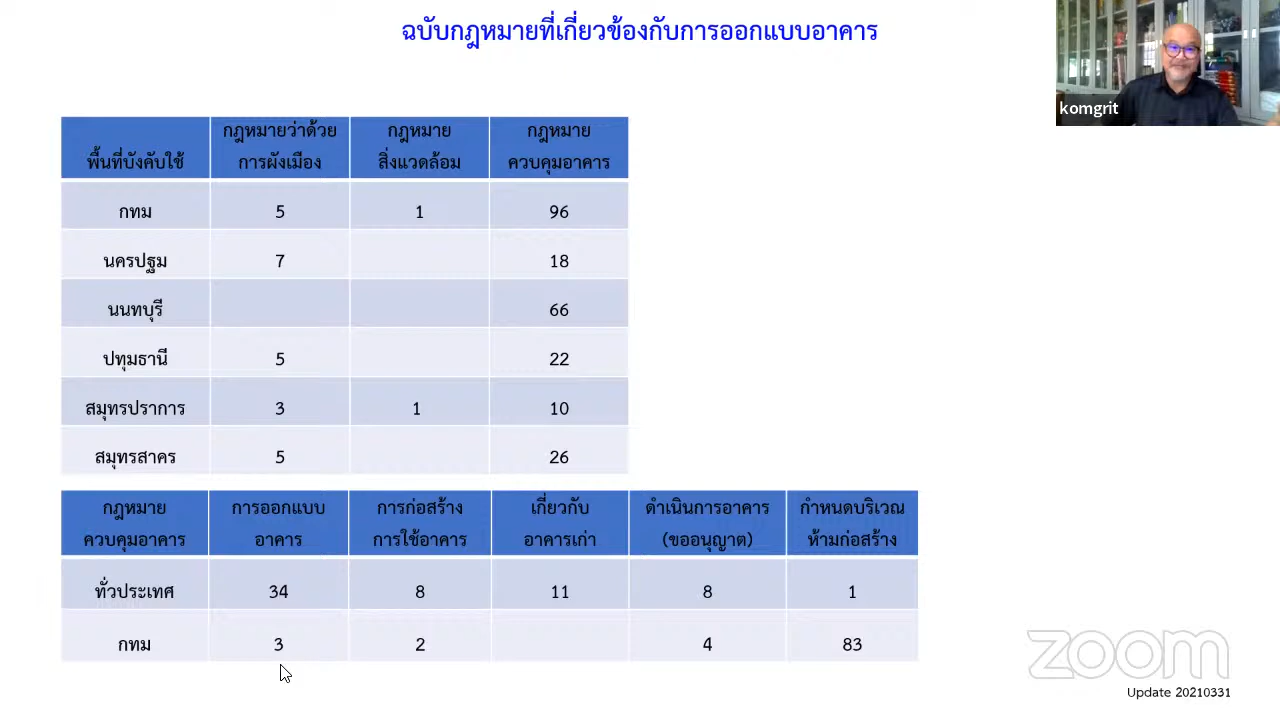 ฉบับกฎหมายที่เกี่ยวข้องกับการออกแบบอาคาร
komgrit
พื้นที่บังคับใช้ กฎหมายว่าด้วย กฎหมาย กฎหมาย
การผังเมือง สิ่งแวดล้อม ควบคุมอาคาร
กทม 5 1 96
นครปฐม 7 18
นนทบุรี 66
ปทุมธานี 5 22
สมุทรปราการ 3 1 10
สมุทรสาคร 5 26
กฎหมาย การออกแบบ การก่อสร้าง เกี่ยวกับ ดำเนินการอาคาร กำหนดบริเวณ
ควบคุมอาคาร อาคาร การใช้อาคาร อาคารเก่า (ขออนุญาต) ห้ามก่อสร้าง
ทั่วประเทศ 34 8 11 8 1
กทม 3 2 4 83
zoom
Update 20210331